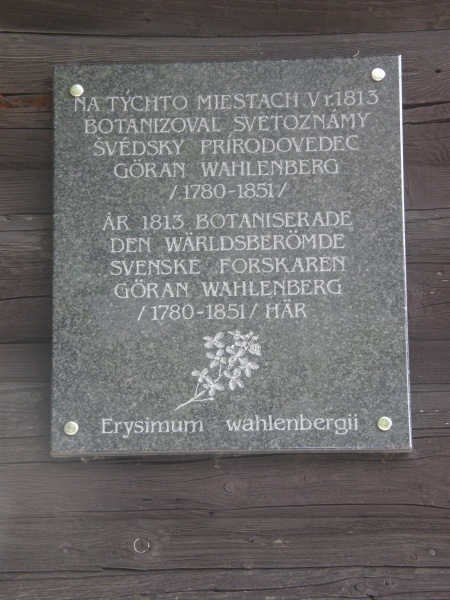 NA TÝCHTO MIESTACH V r.1813
BOTANIZOVAL SVETOZNÁMY
ŠVÉDSKY PRÍRODOVEDEC
GÖRAN WAHLENBERG
/1780-1851/
ÅR 1813 BOTANISERADE
DEN WÄRLDSBERÖMDE
SVENSKE FORSKAREN
GÖRAN WAHLENBERG
/1780-1851/ HÄR
Erysimum wahlenbergii